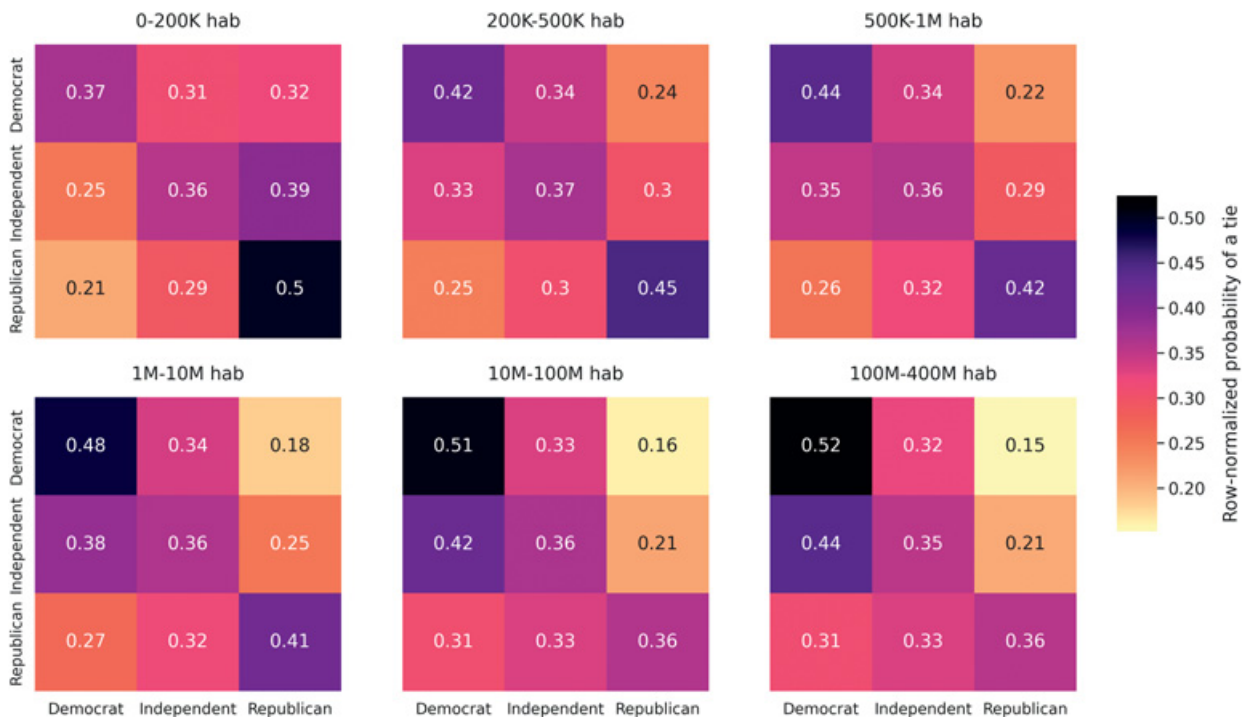 0-200K hab
200K-500K hab
500K-1M hab
Democrat
0.37 0.31 0.32
0.42 0.34 0.24
0.44 0.34 0.22
Independent
0.25 0.36 0.39
0.33 0.37 0.3
0.35 0.36 0.29
Republican
0.21 0.29 0.5
0.25 0.3 0.45
0.26 0.32 0.42
1M-10M hab
10M-100M hab
100M-400M hab
Democrat
0.48 0.34 0.18
0.51 0.33 0.16
0.52 0.32 0.15
Independent
0.38 0.36 0.25
0.42 0.36 0.21
0.44 0.35 0.21
Republican
0.27 0.32 0.41
0.31 0.33 0.36
0.31 0.33 0.36
Democrat Independent Republican
Democrat Independent Republican
Democrat Independent Republican
0.50
0.45
0.40
0.35
0.30
0.25
0.20
Row-normalized probability of a tie